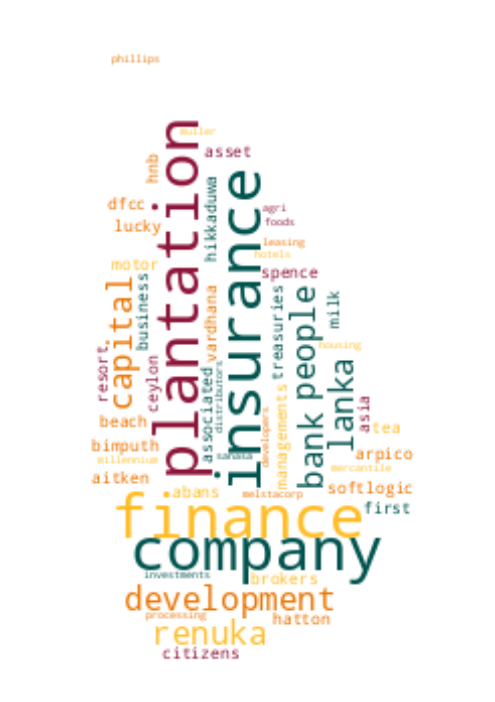 phillips
muller
asset
hnb
plantation
insurance
hikkaduwa
dfcc
agri
lucky
foods
leasing
hotels
motor
spence
capital
business
vardhana
treasuries
people
milk
housing
resort
ceylon
associated
distributors
lanka
managements
bank
asia
developers
beach
tea
bimputh
arpico
millennium
sanasa
mercantile
aitken
softlogic
abans
melstacorp
finance
first
company
investments
brokers
development
processing
hatton
renuka
citizens